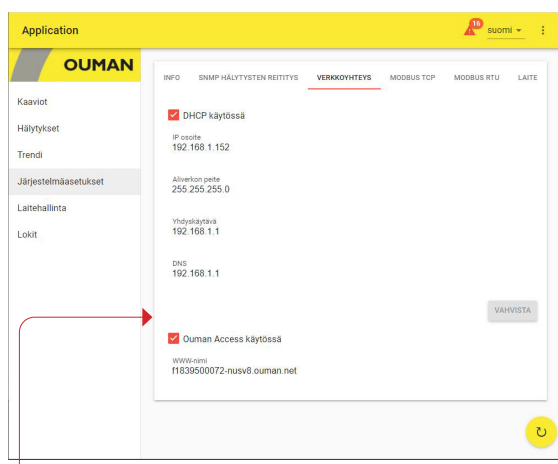 Application
16
suomi
OUMAN
Kaaviot
Hälytykset
Trendi
Järjestelmäasetukset
Laitehallinta
Lokit
INFO SNMP HÄLYTYSTEN REITITYS VERKKOYHTEYS MODBUS TCP MODBUS RTU LAITE
DHCP käytössä
IP osoite
192.168.1.152
Aliverkon peite
255.255.255.0
Yhdyskäytävä
192.168.1.1
DNS
192.168.1.1
VAHVISTA
Ouman Access käytössä
WWW-nimi
f1839500072-nusv8.ouman.net